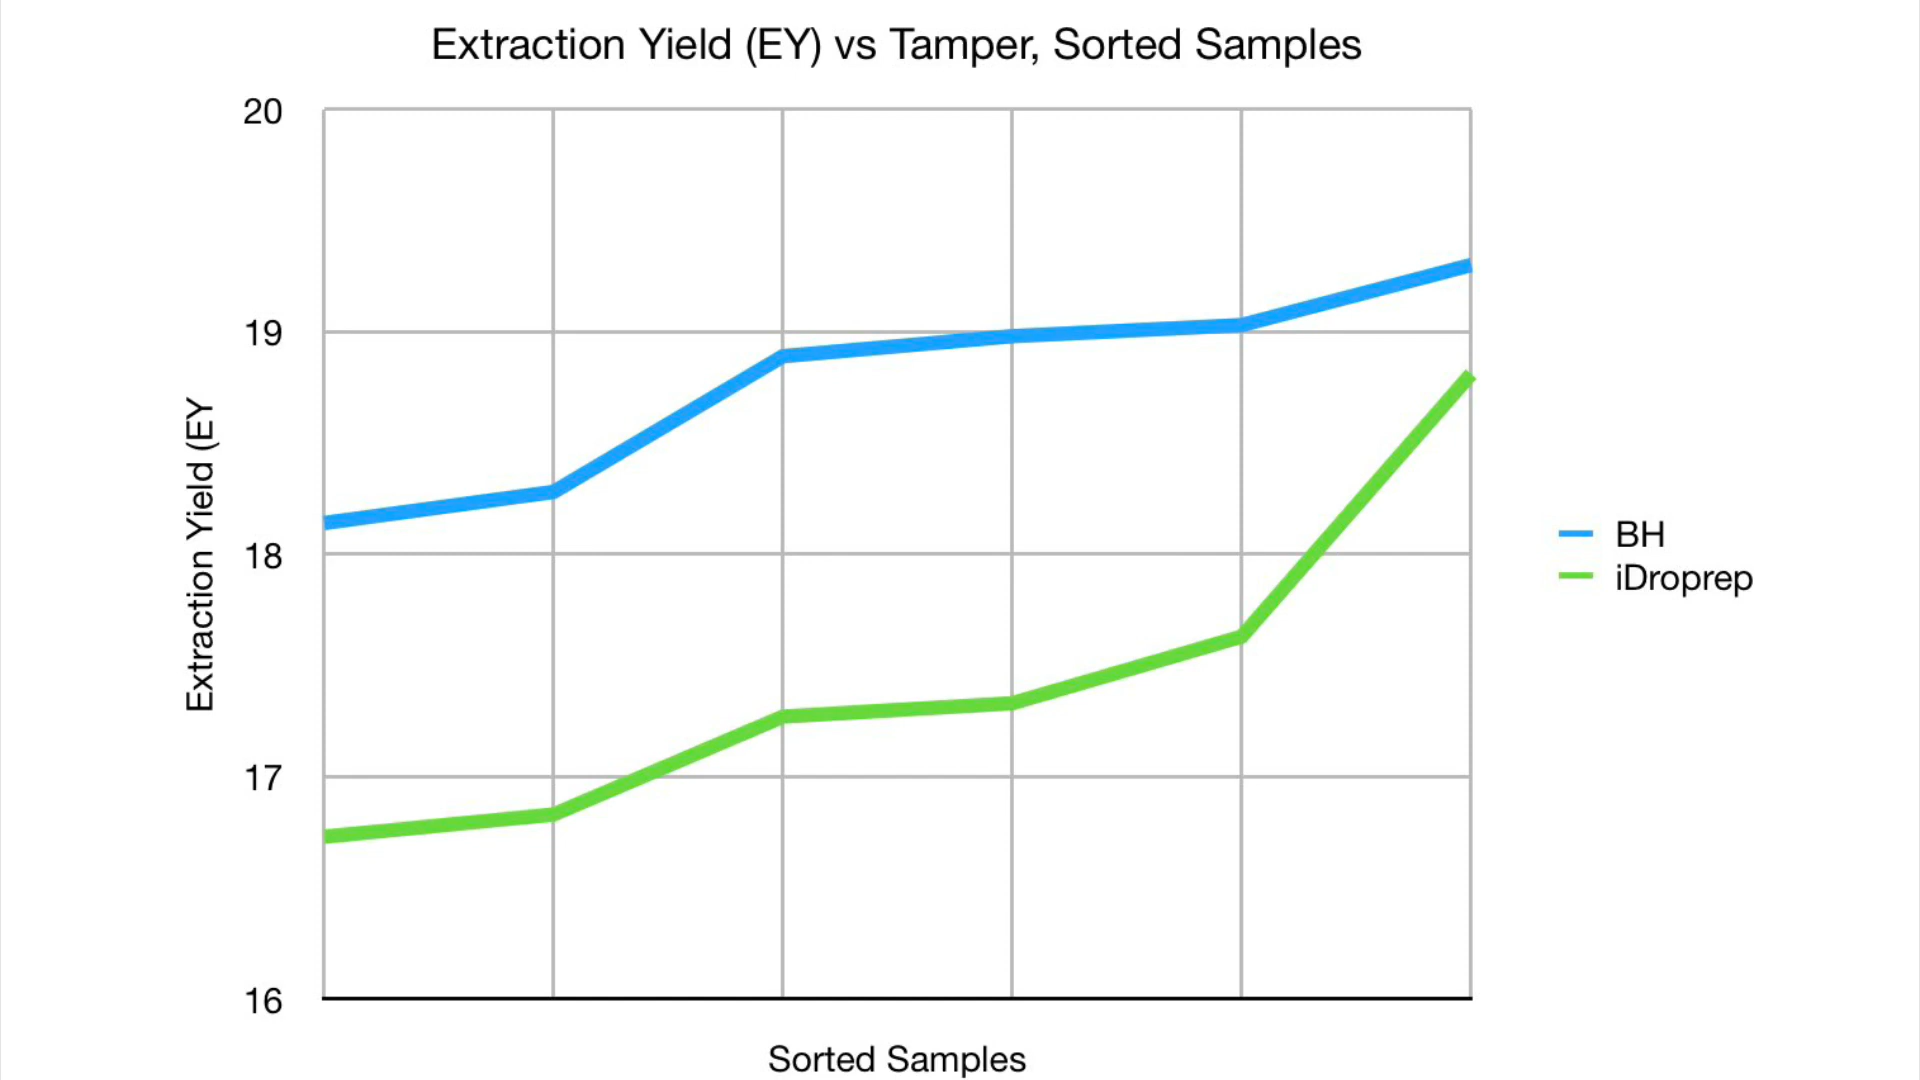 Extraction Yield (EY) vs Tamper, Sorted Samples
20
19
18
17
16
Extraction Yield (EY
Sorted Samples
BH
iDroprep